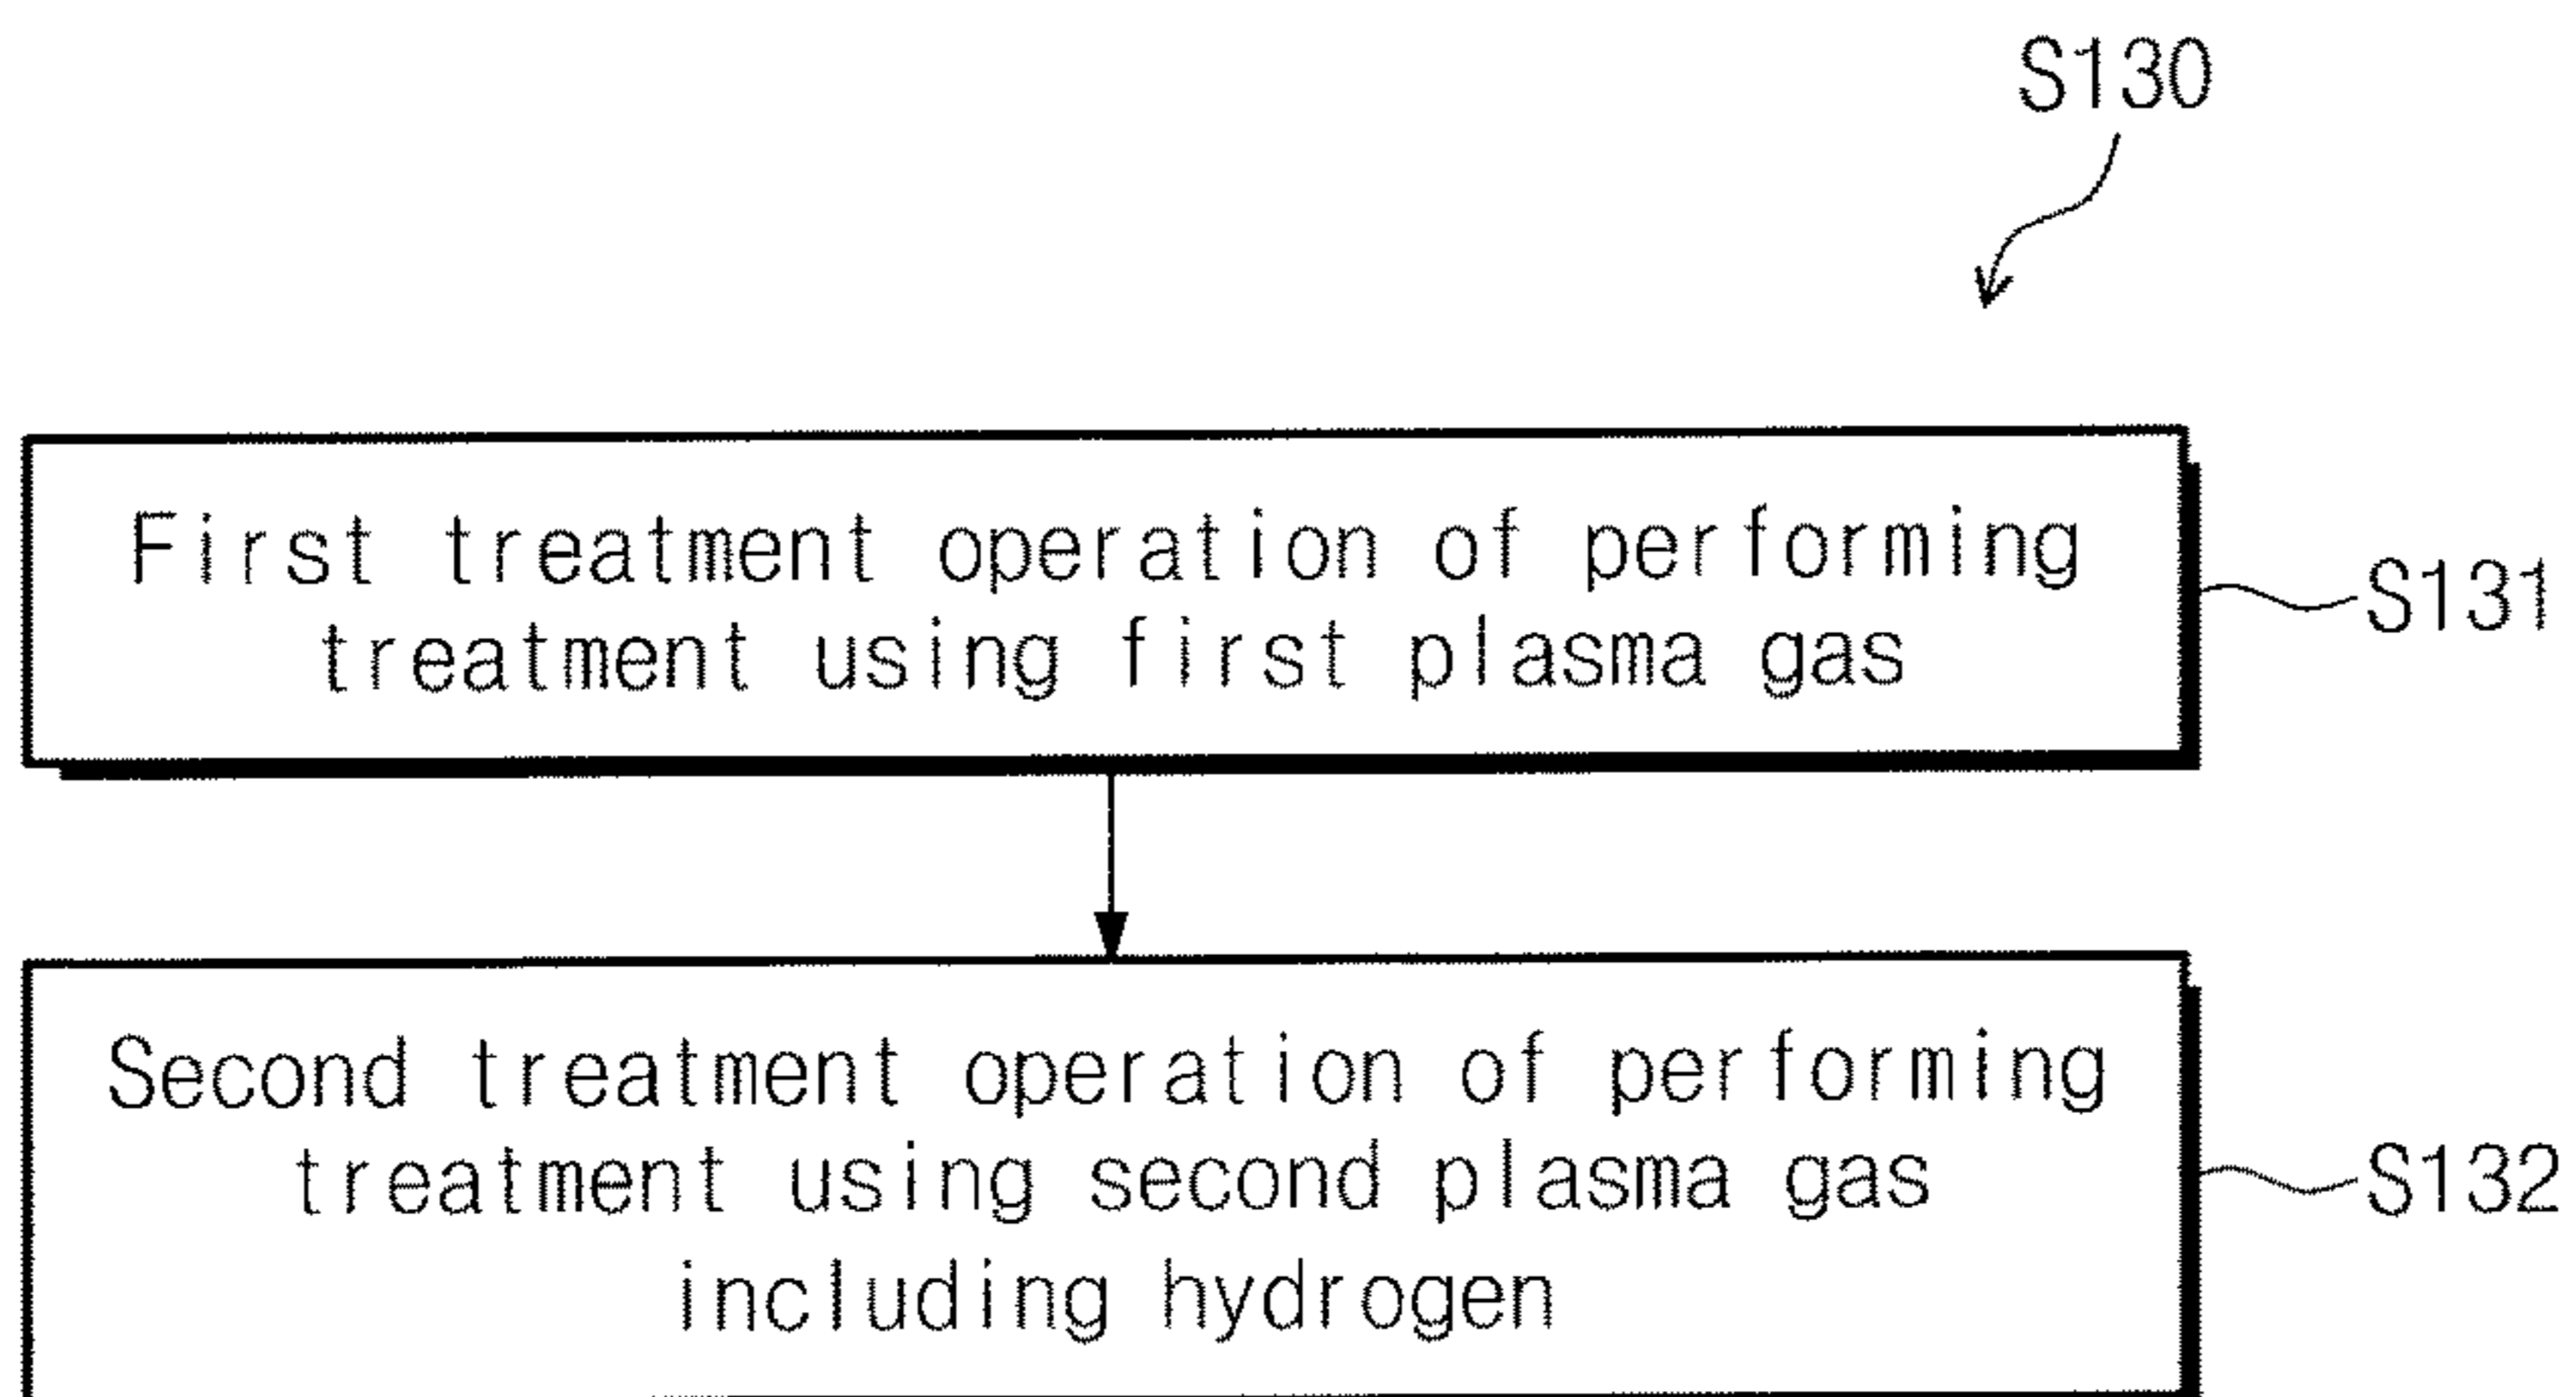 S130
First treatment operation of performing
treatment using first plasma gas
S131
Second treatment operation of performing
treatment using second plasma gas
including hydrogen
S132